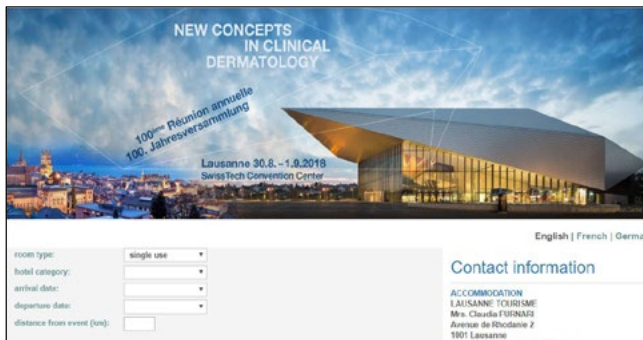 NEW CONCEPTS
IN CLINICAL
DERMATOLOGY
100ème Réunion annuelle
100. Jahresversammlung
Lausanne 30.8. – 1.9.2018
SwissTech Convention Center
English | French | Germa
room type:
single use
hotel category:
arrival date:
departure date:
distance from event (km):
Contact information
ACCOMMODATION
LAUSANNE TOURISME
Mrs. Claudia FURNARI
Avenue de Rhodanie 2
1001 Lausanne